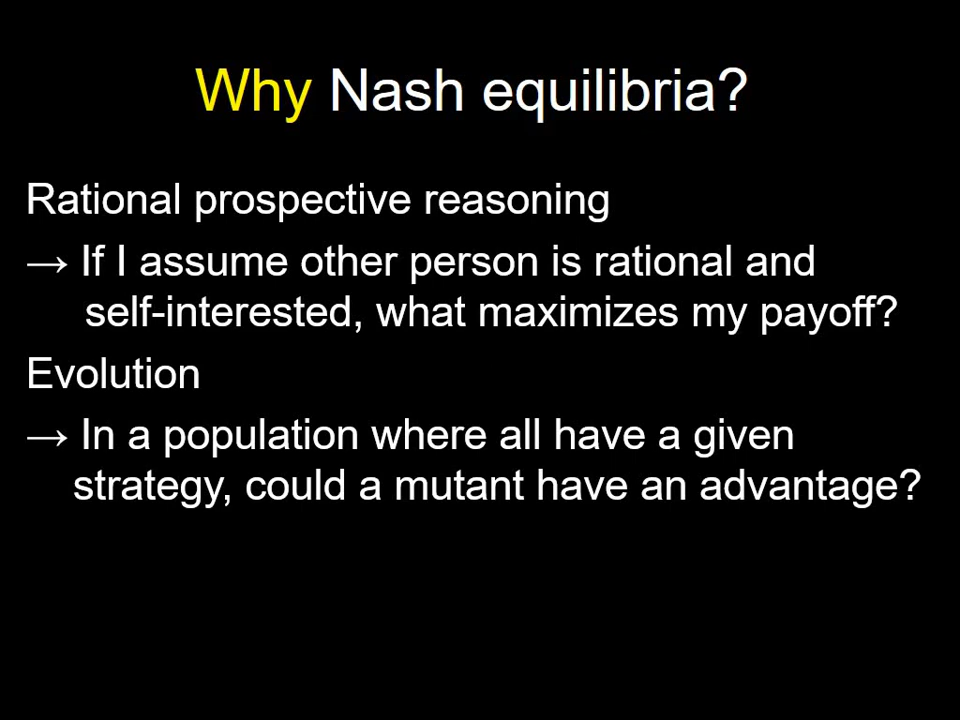 Why Nash equilibria?
Rational prospective reasoning
→ If I assume other person is rational and
self-interested, what maximizes my payoff?
Evolution
→ In a population where all have a given
strategy, could a mutant have an advantage?